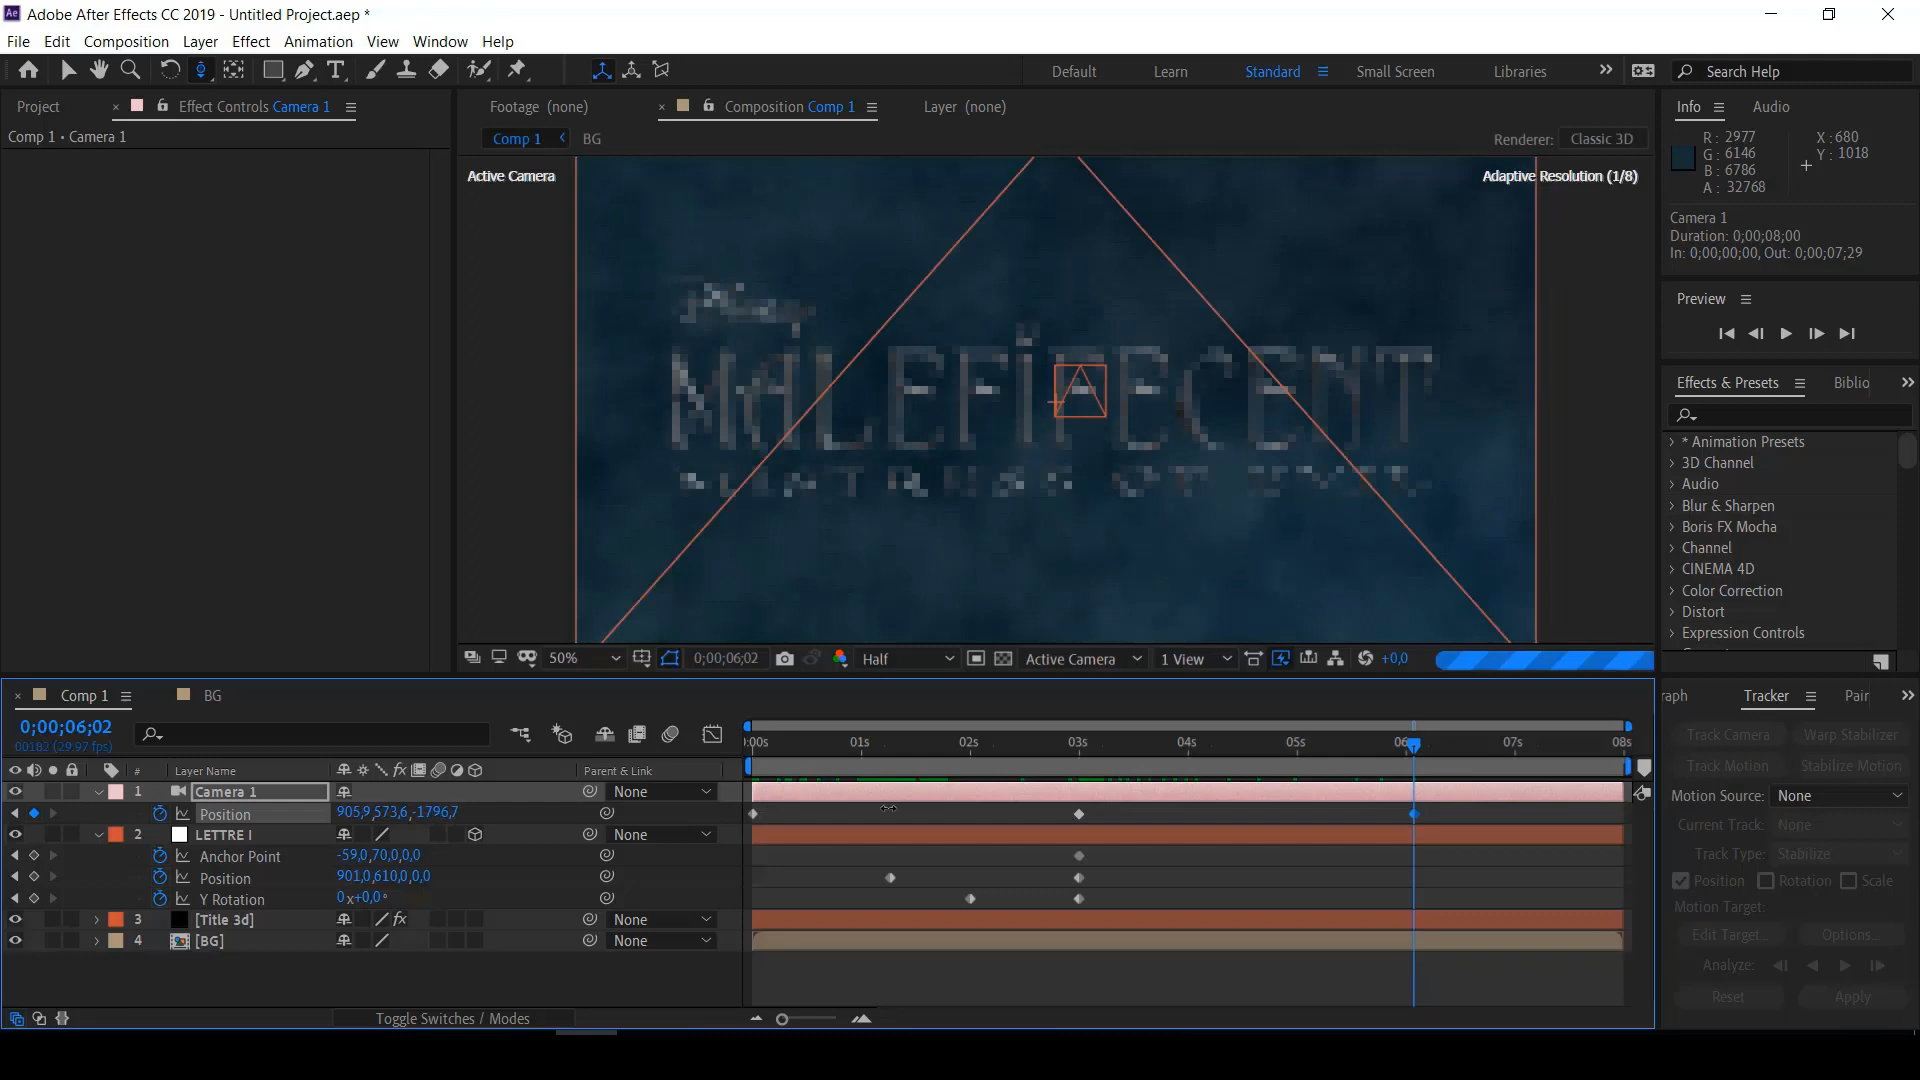 Adobe After Effects CC 2019 - Untitled Project.aep *
File Edit Composition Layer Effect Animation View Window Help
Default Learn Standard Small Screen Libraries Search Help
Project Effect Controls Camera 1
Footage (none) Composition Comp 1 Layer (none)
Info Audio
Comp 1 • Camera 1
Comp 1 BG
Renderer: Classic 3D
R: 2977
G: 6146
B: 6786
A: 32768
X: 680
Y: 1018
Active Camera
Adaptive Resolution (1/8)
Camera 1
Duration: 0;00;08;00
In: 0;00;00;00, Out: 0;00;07;29
Preview
MALEFİFECENT
Effects & Presets Biblio
* Animation Presets
3D Channel
Audio
Blur & Sharpen
Boris FX Mocha
Channel
CINEMA 4D
Color Correction
Distort
Expression Controls
50% 0;00;06;02 Half Active Camera 1 View +0,0
Comp 1 BG
0;00;06;02
(29.97 fps)
:00s 01s 02s 03s 04s 05s 06s 07s 08s
# Layer Name Parent & Link
1 Camera 1 None
Position 905,9,573,6,-1796,7
2 LETTRE I None
Anchor Point -59,0,70,0,0,0
Position 901,0,610,0,0,0
Y Rotation 0x+0,0°
3 [Title 3d] None
4 [BG] None
Toggle Switches / Modes
raph Tracker Pair
Track Camera Warp Stabilizer
Track Motion Stabilize Motion
Motion Source: None
Current Track: None
Track Type: Stabilize
Position Rotation Scale
Motion Target:
Edit Target... Options...
Analyze:
Reset Apply